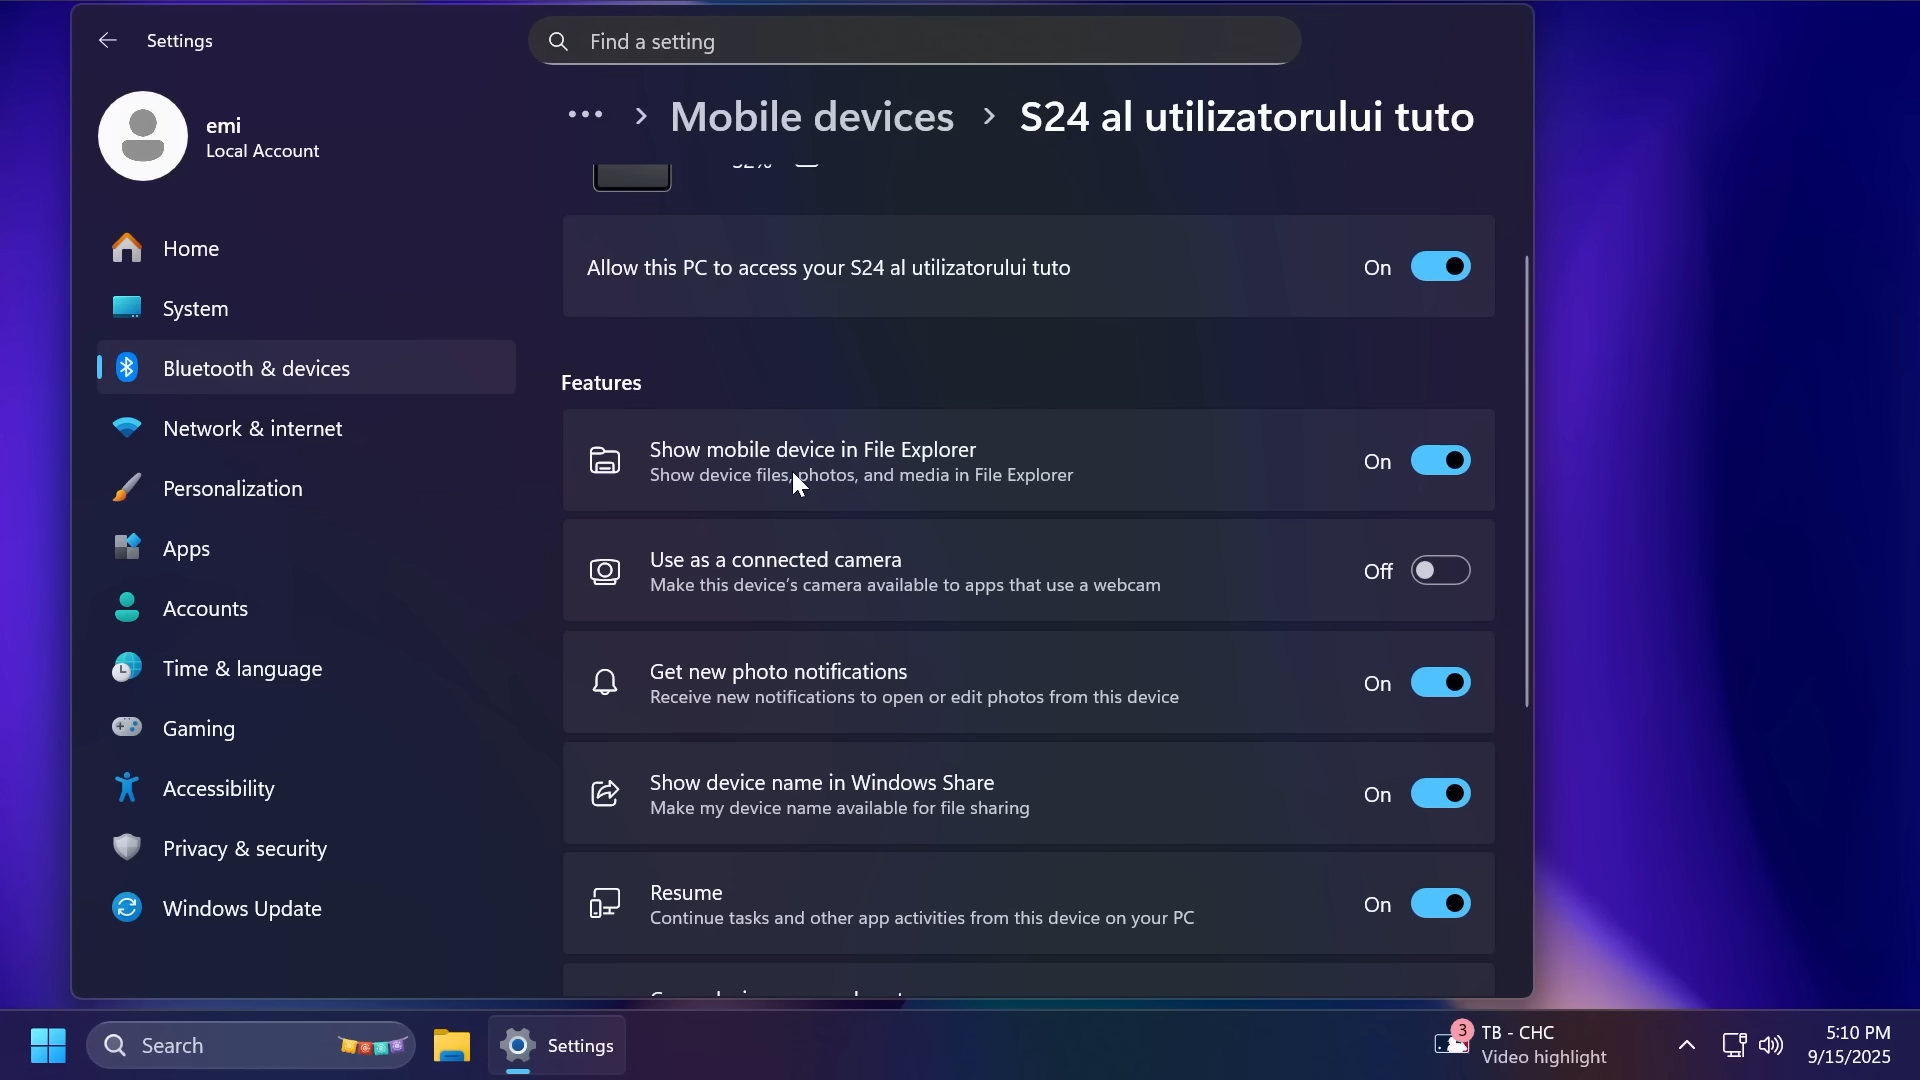 Settings
Find a setting
emi
Local Account
Mobile devices > S24 al utilizatorului tuto
Home
System
Bluetooth & devices
Network & internet
Personalization
Apps
Accounts
Time & language
Gaming
Accessibility
Privacy & security
Windows Update
Allow this PC to access your S24 al utilizatorului tuto
On
Features
Show mobile device in File Explorer
Show device files, photos, and media in File Explorer
On
Use as a connected camera
Make this device's camera available to apps that use a webcam
Off
Get new photo notifications
Receive new notifications to open or edit photos from this device
On
Show device name in Windows Share
Make my device name available for file sharing
On
Resume
Continue tasks and other app activities from this device on your PC
On
Search
Settings
3
TB - CHC
Video highlight
5:10 PM
9/15/2025